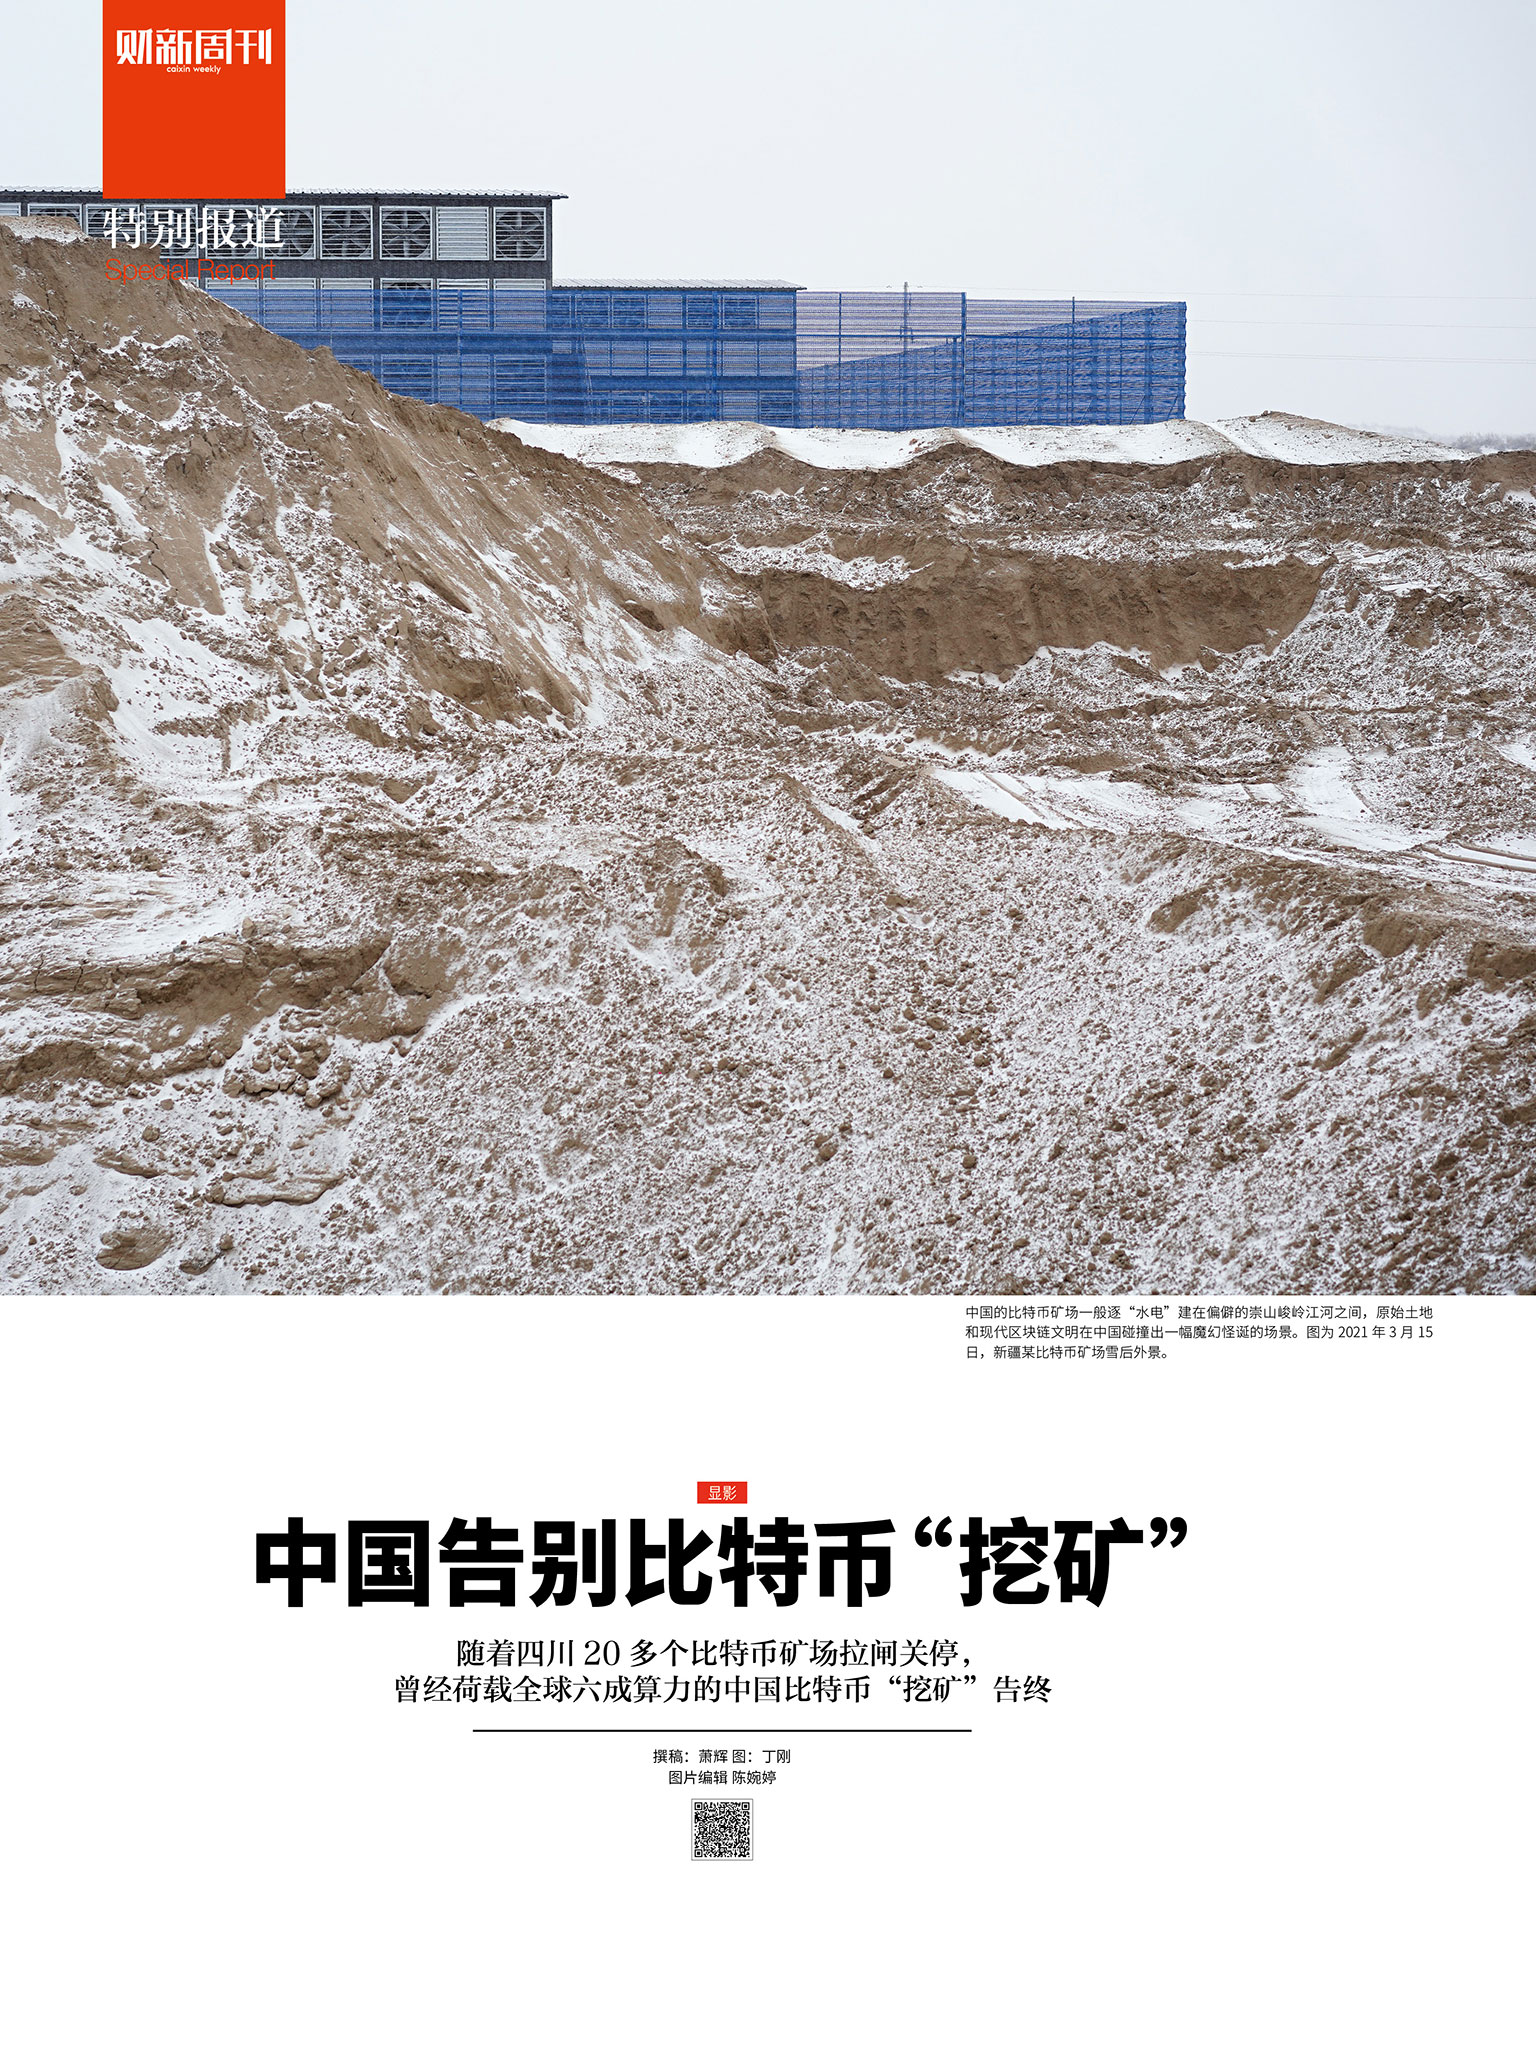 财新周刊
caixin weekly
特别报道
Special Report
中国的比特币矿场一般逐“水电”建在偏僻的崇山峻岭江河之间，原始土地
和现代区块链文明在中国碰撞出一幅魔幻怪诞的场景。图为 2021 年 3 月 15
日，新疆某比特币矿场雪后外景。
显影
中国告别比特币“挖矿”
随着四川 20 多个比特币矿场拉闸关停，
曾经荷载全球六成算力的中国比特币“挖矿”告终
撰稿：萧辉 图：丁刚
图片编辑 陈婉婷